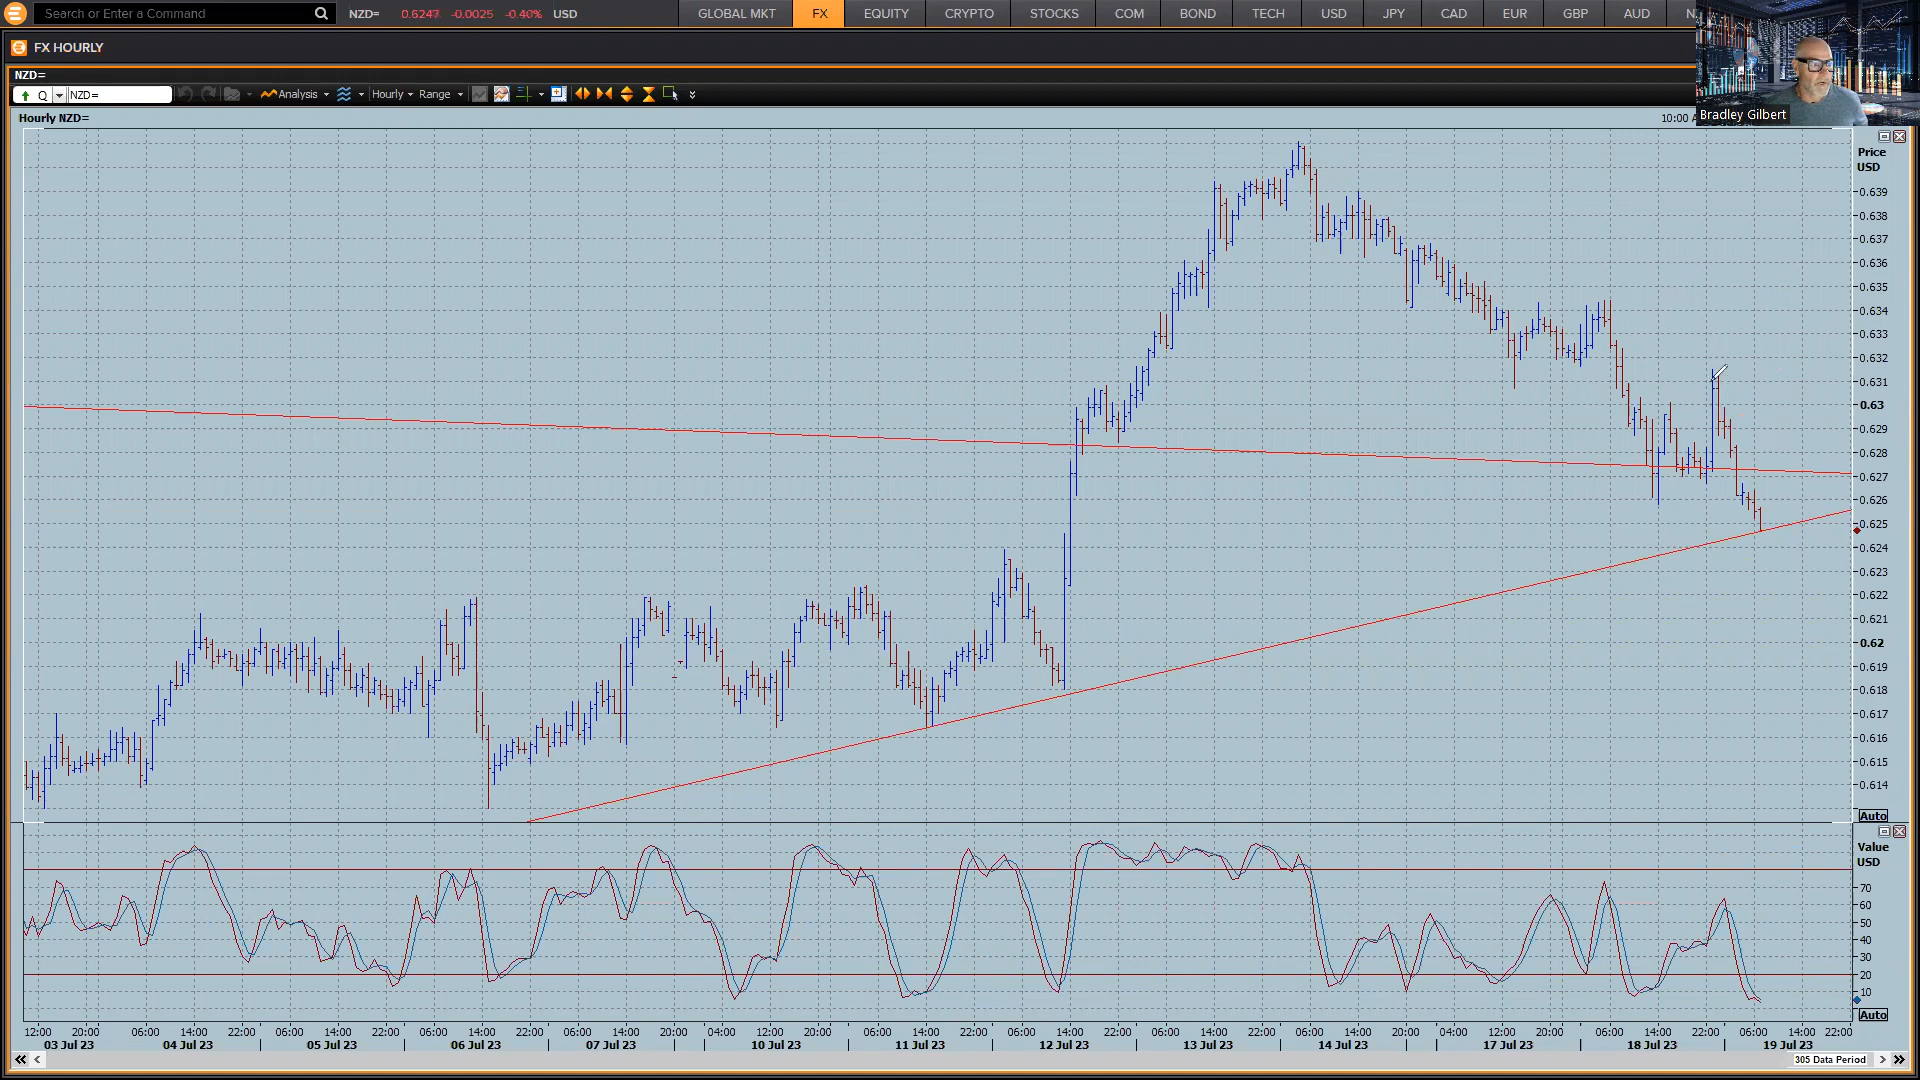 Search or Enter a Command NZD= 0.6247 -0.0025 -0.40% USD GLOBAL MKT FX EQUITY CRYPTO STOCKS COM BOND TECH USD JPY CAD EUR GBP AUD
FX HOURLY
NZD=
Q NZD= Analysis Hourly Range
Bradley Gilbert
Hourly NZD= 10:00
Price
USD
0.639
0.638
0.637
0.636
0.635
0.634
0.633
0.632
0.631
0.63
0.629
0.628
0.627
0.626
0.625
0.624
0.623
0.622
0.621
0.62
0.619
0.618
0.617
0.616
0.615
0.614
Auto
Value
USD
70
60
50
40
30
20
10
Auto
12:00 20:00 06:00 14:00 22:00 06:00 14:00 22:00 06:00 14:00 22:00 06:00 14:00 20:00 04:00 12:00 20:00 06:00 14:00 22:00 06:00 14:00 22:00 06:00 14:00 22:00 06:00 14:00 22:00 04:00 12:00 20:00 06:00 14:00 22:00 06:00 14:00 22:00
03 Jul 23 04 Jul 23 05 Jul 23 06 Jul 23 07 Jul 23 10 Jul 23 11 Jul 23 12 Jul 23 13 Jul 23 14 Jul 23 17 Jul 23 18 Jul 23 19 Jul 23
305 Data Period